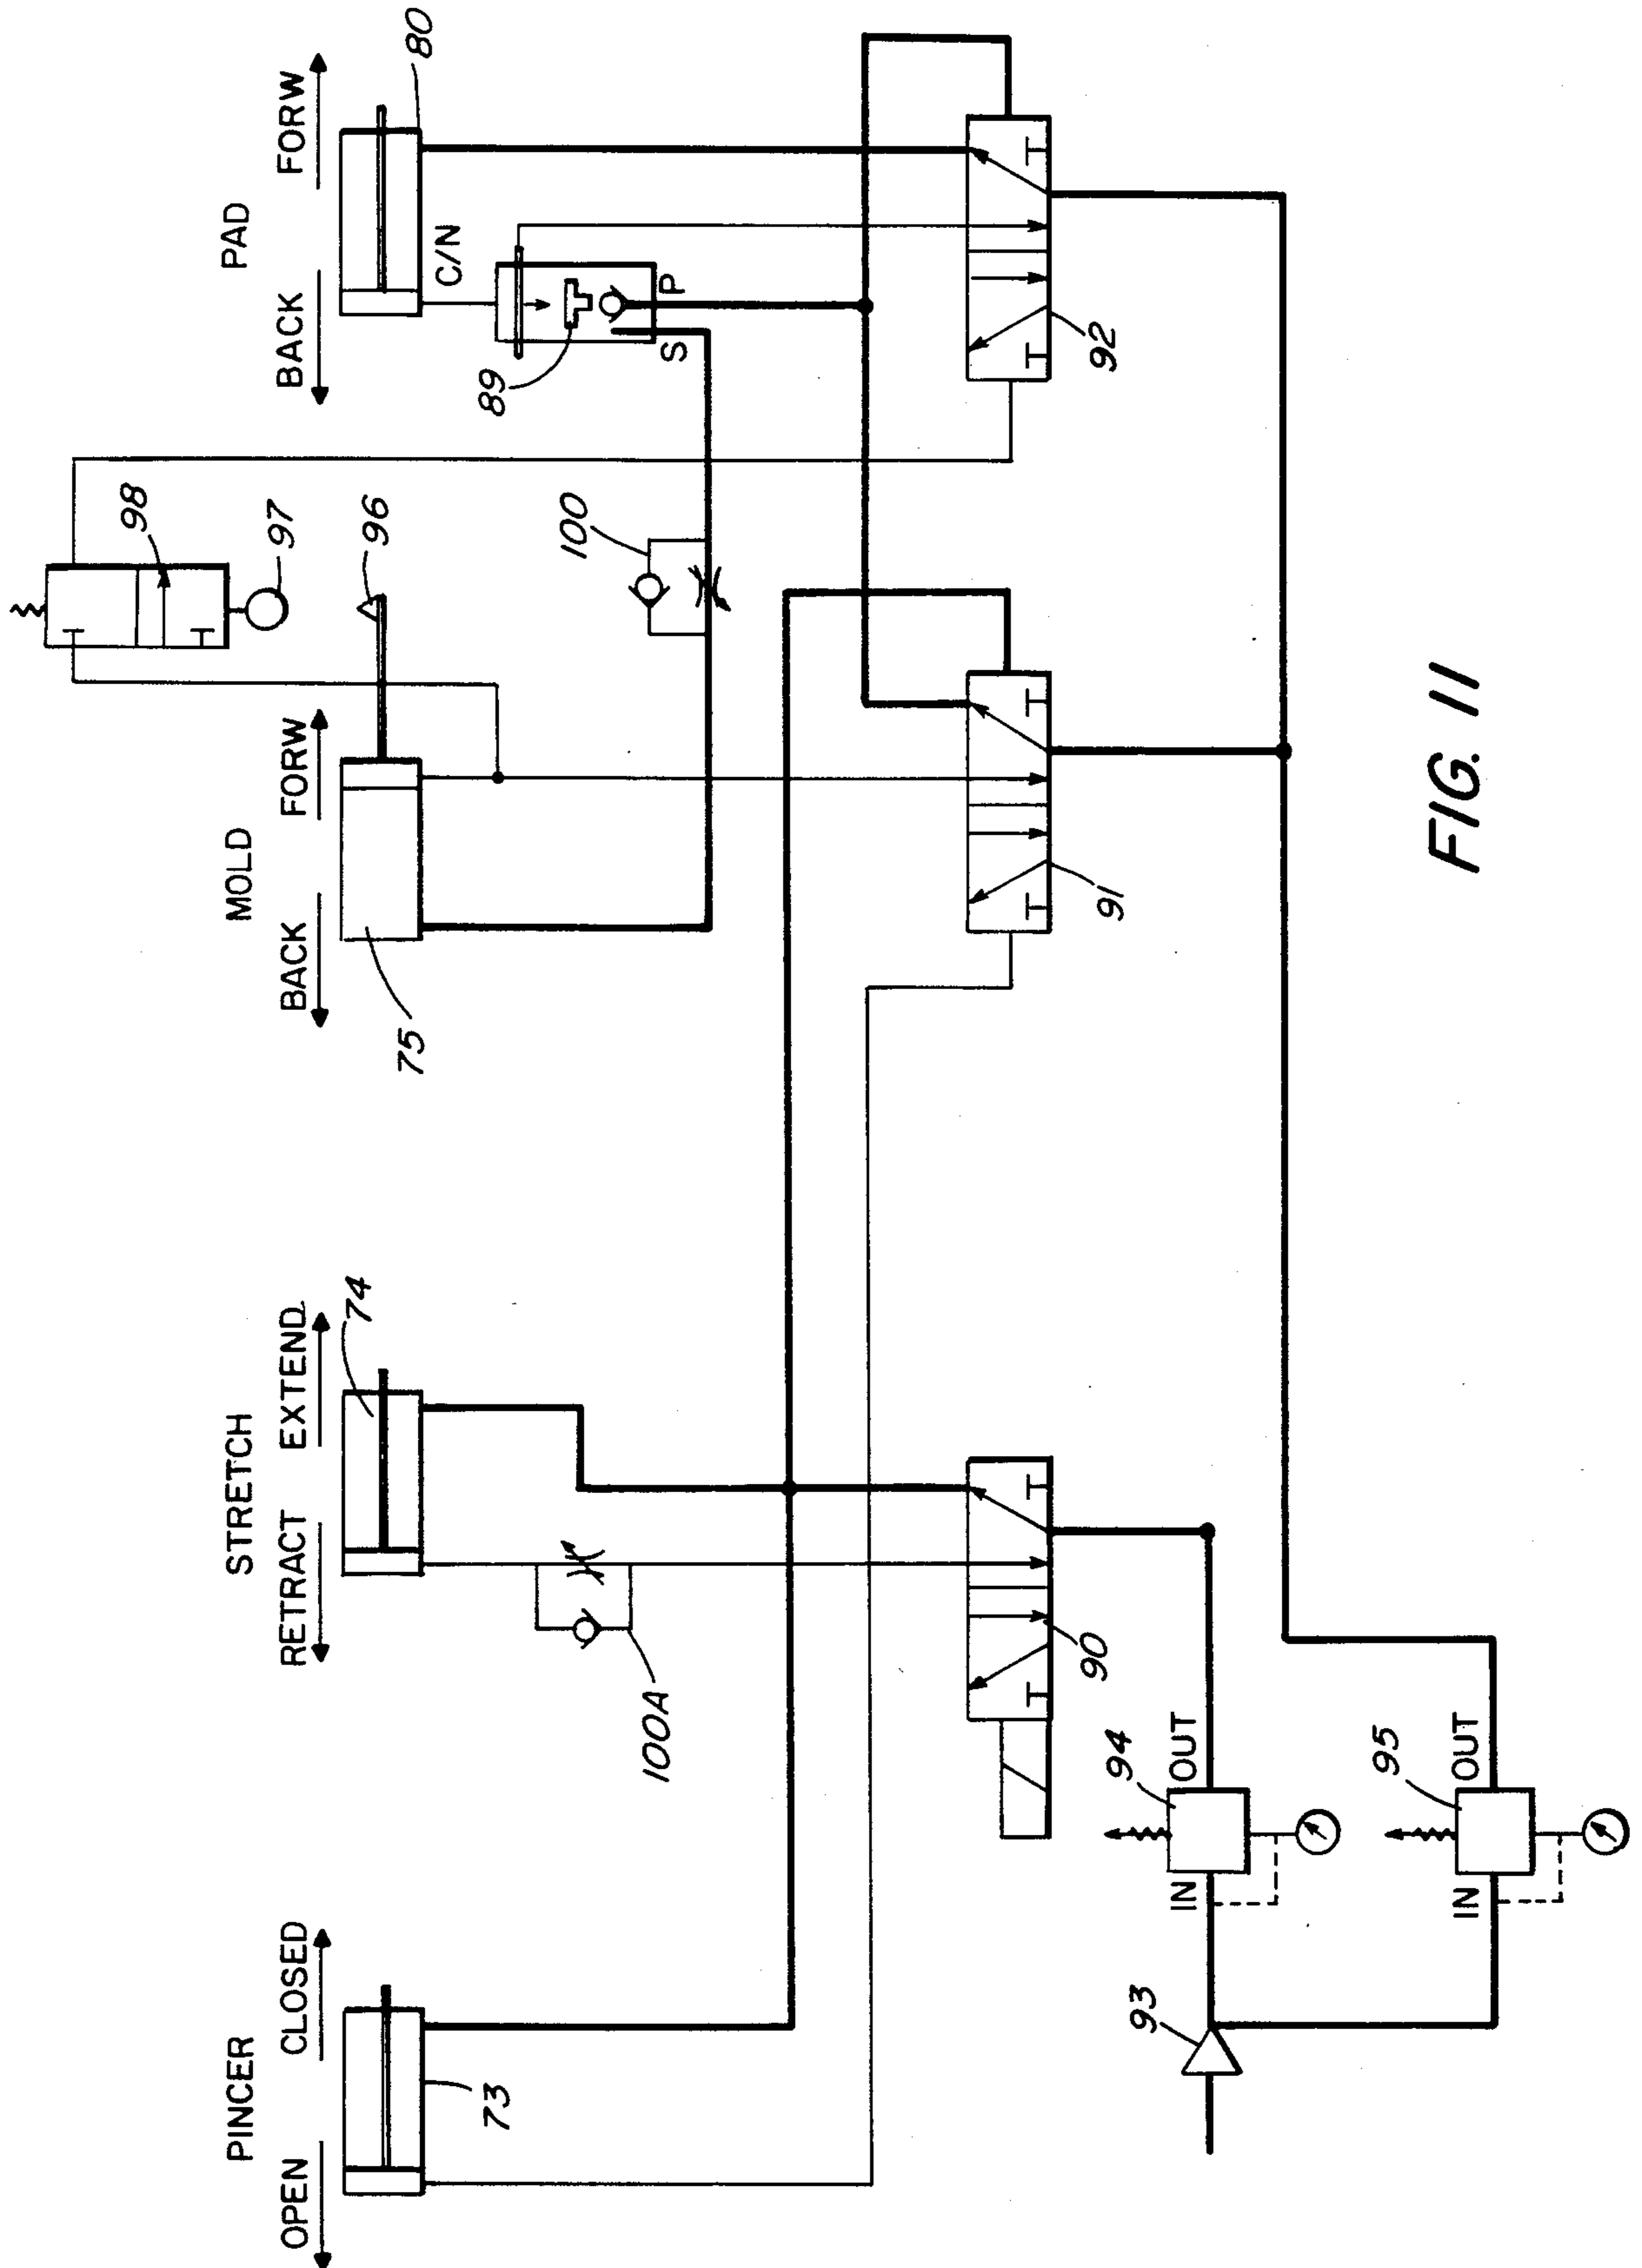 PINCER
OPEN
CLOSED
73
STRETCH
RETRACT
EXTEND.
74
100A
MOLD
BACK
FORW
75
96
97
98
100
PAD
BACK
FORW
80
C/N
89
S
P
90
91
92
93
IN
94
OUT
IN
95
OUT
FIG. 11